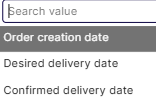 Search value
Order creation date
Desired delivery date
Confirmed delivery date